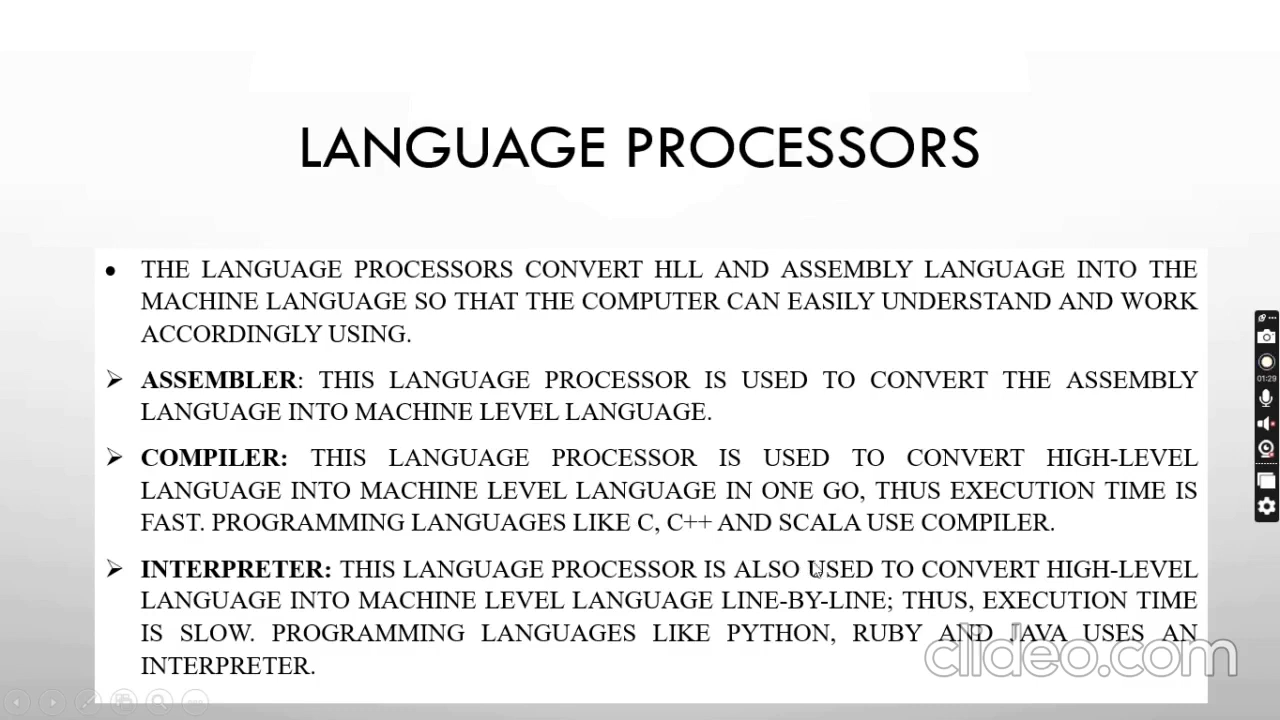 LANGUAGE PROCESSORS
• THE LANGUAGE PROCESSORS CONVERT HLL AND ASSEMBLY LANGUAGE INTO THE
MACHINE LANGUAGE SO THAT THE COMPUTER CAN EASILY UNDERSTAND AND WORK
ACCORDINGLY USING.
➢ ASSEMBLER: THIS LANGUAGE PROCESSOR IS USED TO CONVERT THE ASSEMBLY
LANGUAGE INTO MACHINE LEVEL LANGUAGE.
➢ COMPILER: THIS LANGUAGE PROCESSOR IS USED TO CONVERT HIGH-LEVEL
LANGUAGE INTO MACHINE LEVEL LANGUAGE IN ONE GO, THUS EXECUTION TIME IS
FAST. PROGRAMMING LANGUAGES LIKE C, C++ AND SCALA USE COMPILER.
➢ INTERPRETER: THIS LANGUAGE PROCESSOR IS ALSO USED TO CONVERT HIGH-LEVEL
LANGUAGE INTO MACHINE LEVEL LANGUAGE LINE-BY-LINE; THUS, EXECUTION TIME
IS SLOW. PROGRAMMING LANGUAGES LIKE PYTHON, RUBY AND JAVA USES AN
INTERPRETER.
clideo.com
01:29